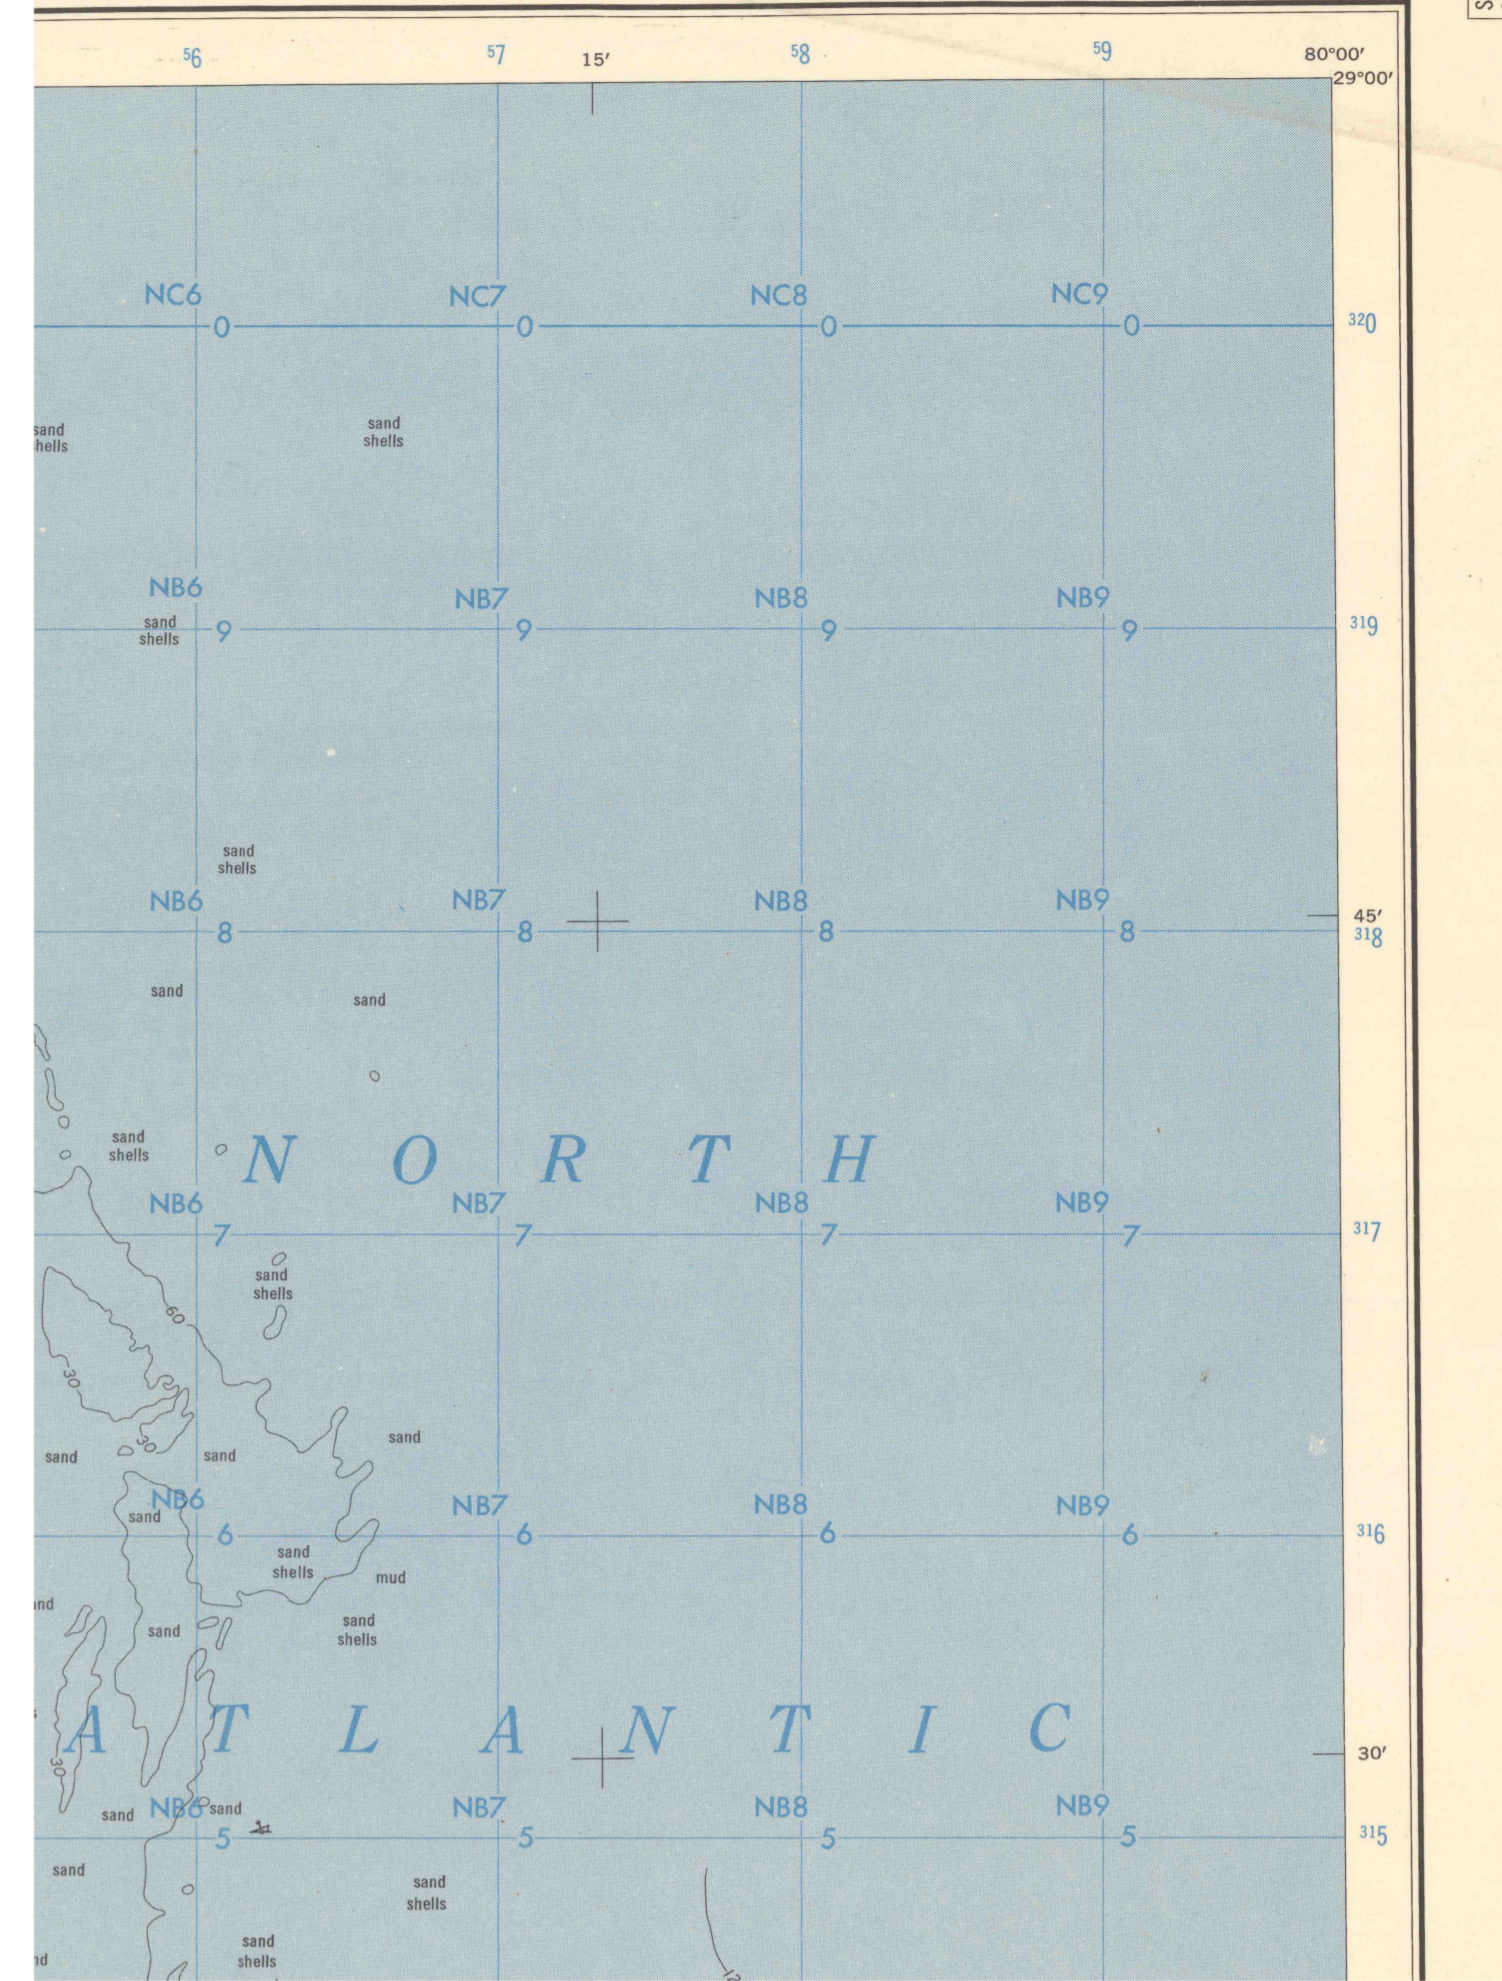 56 57 15′ 58 59 80°00′
29°00′
NC6 NC7 NC8 NC9
0 0 0 0 320
sand
shells
sand
NB6 NB7 NB8 NB9
sand
shells
9 9 9 9 319
sand
shells
NB6 NB7 NB8 NB9
45′
8 8 8 8 318
sand sand
sand
shells
N O R T H
NB6 NB7 NB8 NB9
7 7 7 7 317
sand
shells
60
30
30
sand sand sand
NB6 NB7 NB8 NB9
sand
6 6 6 6 316
sand
shells
mud
sand
sand
shells
A T L A N T I C
30
30′
sand NB6 sand NB7 NB8 NB9
5 5 5 5 315
sand
sand
shells
sand
shells